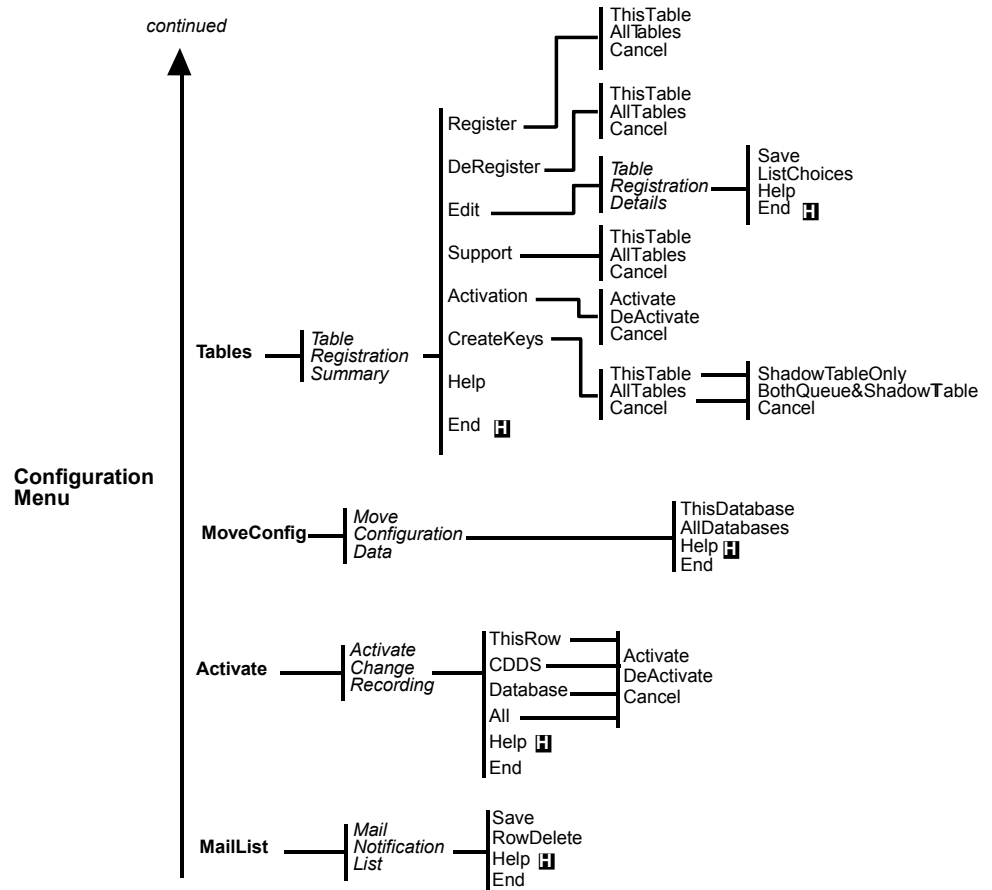 continued
ThisTable
AllTables
Cancel
Register
ThisTable
AllTables
Cancel
DeRegister
Table
Registration
Details
Save
ListChoices
Help
End H
Edit
Support
ThisTable
AllTables
Cancel
Activation
Activate
DeActivate
Cancel
CreateKeys
ThisTable
AllTables
Cancel
ShadowTableOnly
BothQueue&ShadowTable
Cancel
Tables
Table
Registration
Summary
Help
End H
Configuration
Menu
MoveConfig
Move
Configuration
Data
ThisDatabase
AllDatabases
Help H
End
Activate
Activate
Change
Recording
ThisRow
CDDS
Database
All
Help H
End
Activate
DeActivate
Cancel
MailList
Mail
Notification
List
Save
RowDelete
Help H
End